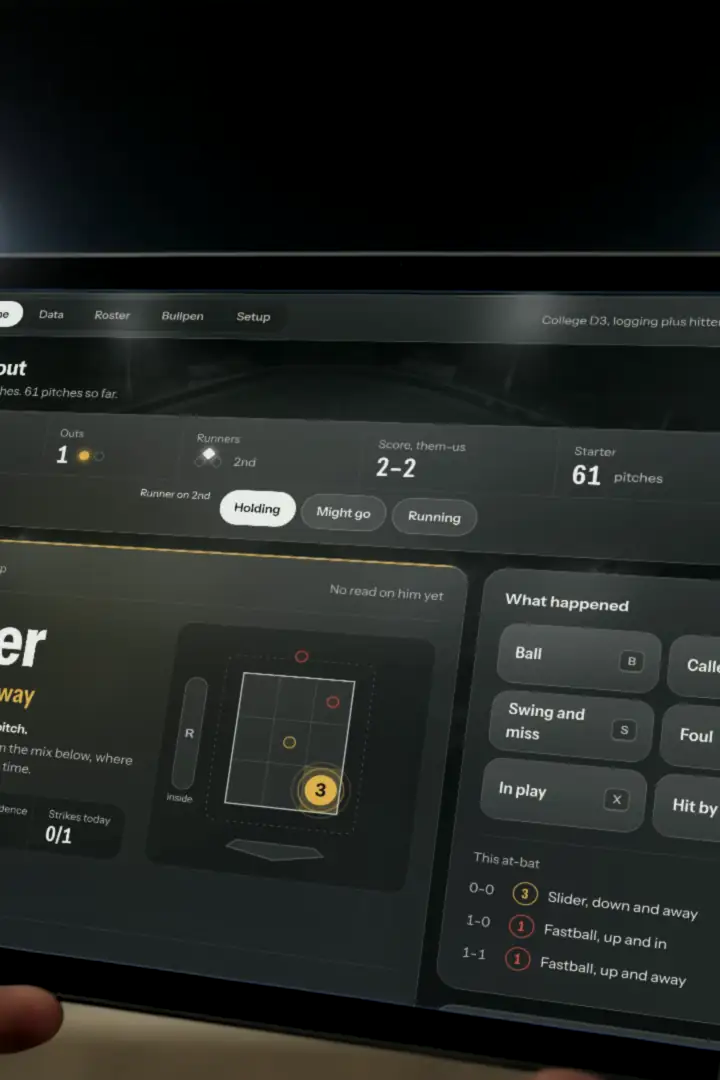 Data
Roster
Bullpen
Setup
College D3, logging plus hitter
out
61 pitches so far.
Outs
1
Runners
2nd
Score, them–us
2–2
Starter
61 pitches
Runner on 2nd
Holding
Might go
Running
No read on him yet
What happened
er
way
pitch.
the mix below, where
time.
Strikes today
0/1
R
inside
3
Ball
B
Swing and
miss
S
Foul
In play
X
Hit by
This at-bat
0–0
3
Slider, down and away
1–0
1
Fastball, up and in
1–1
1
Fastball, up and away